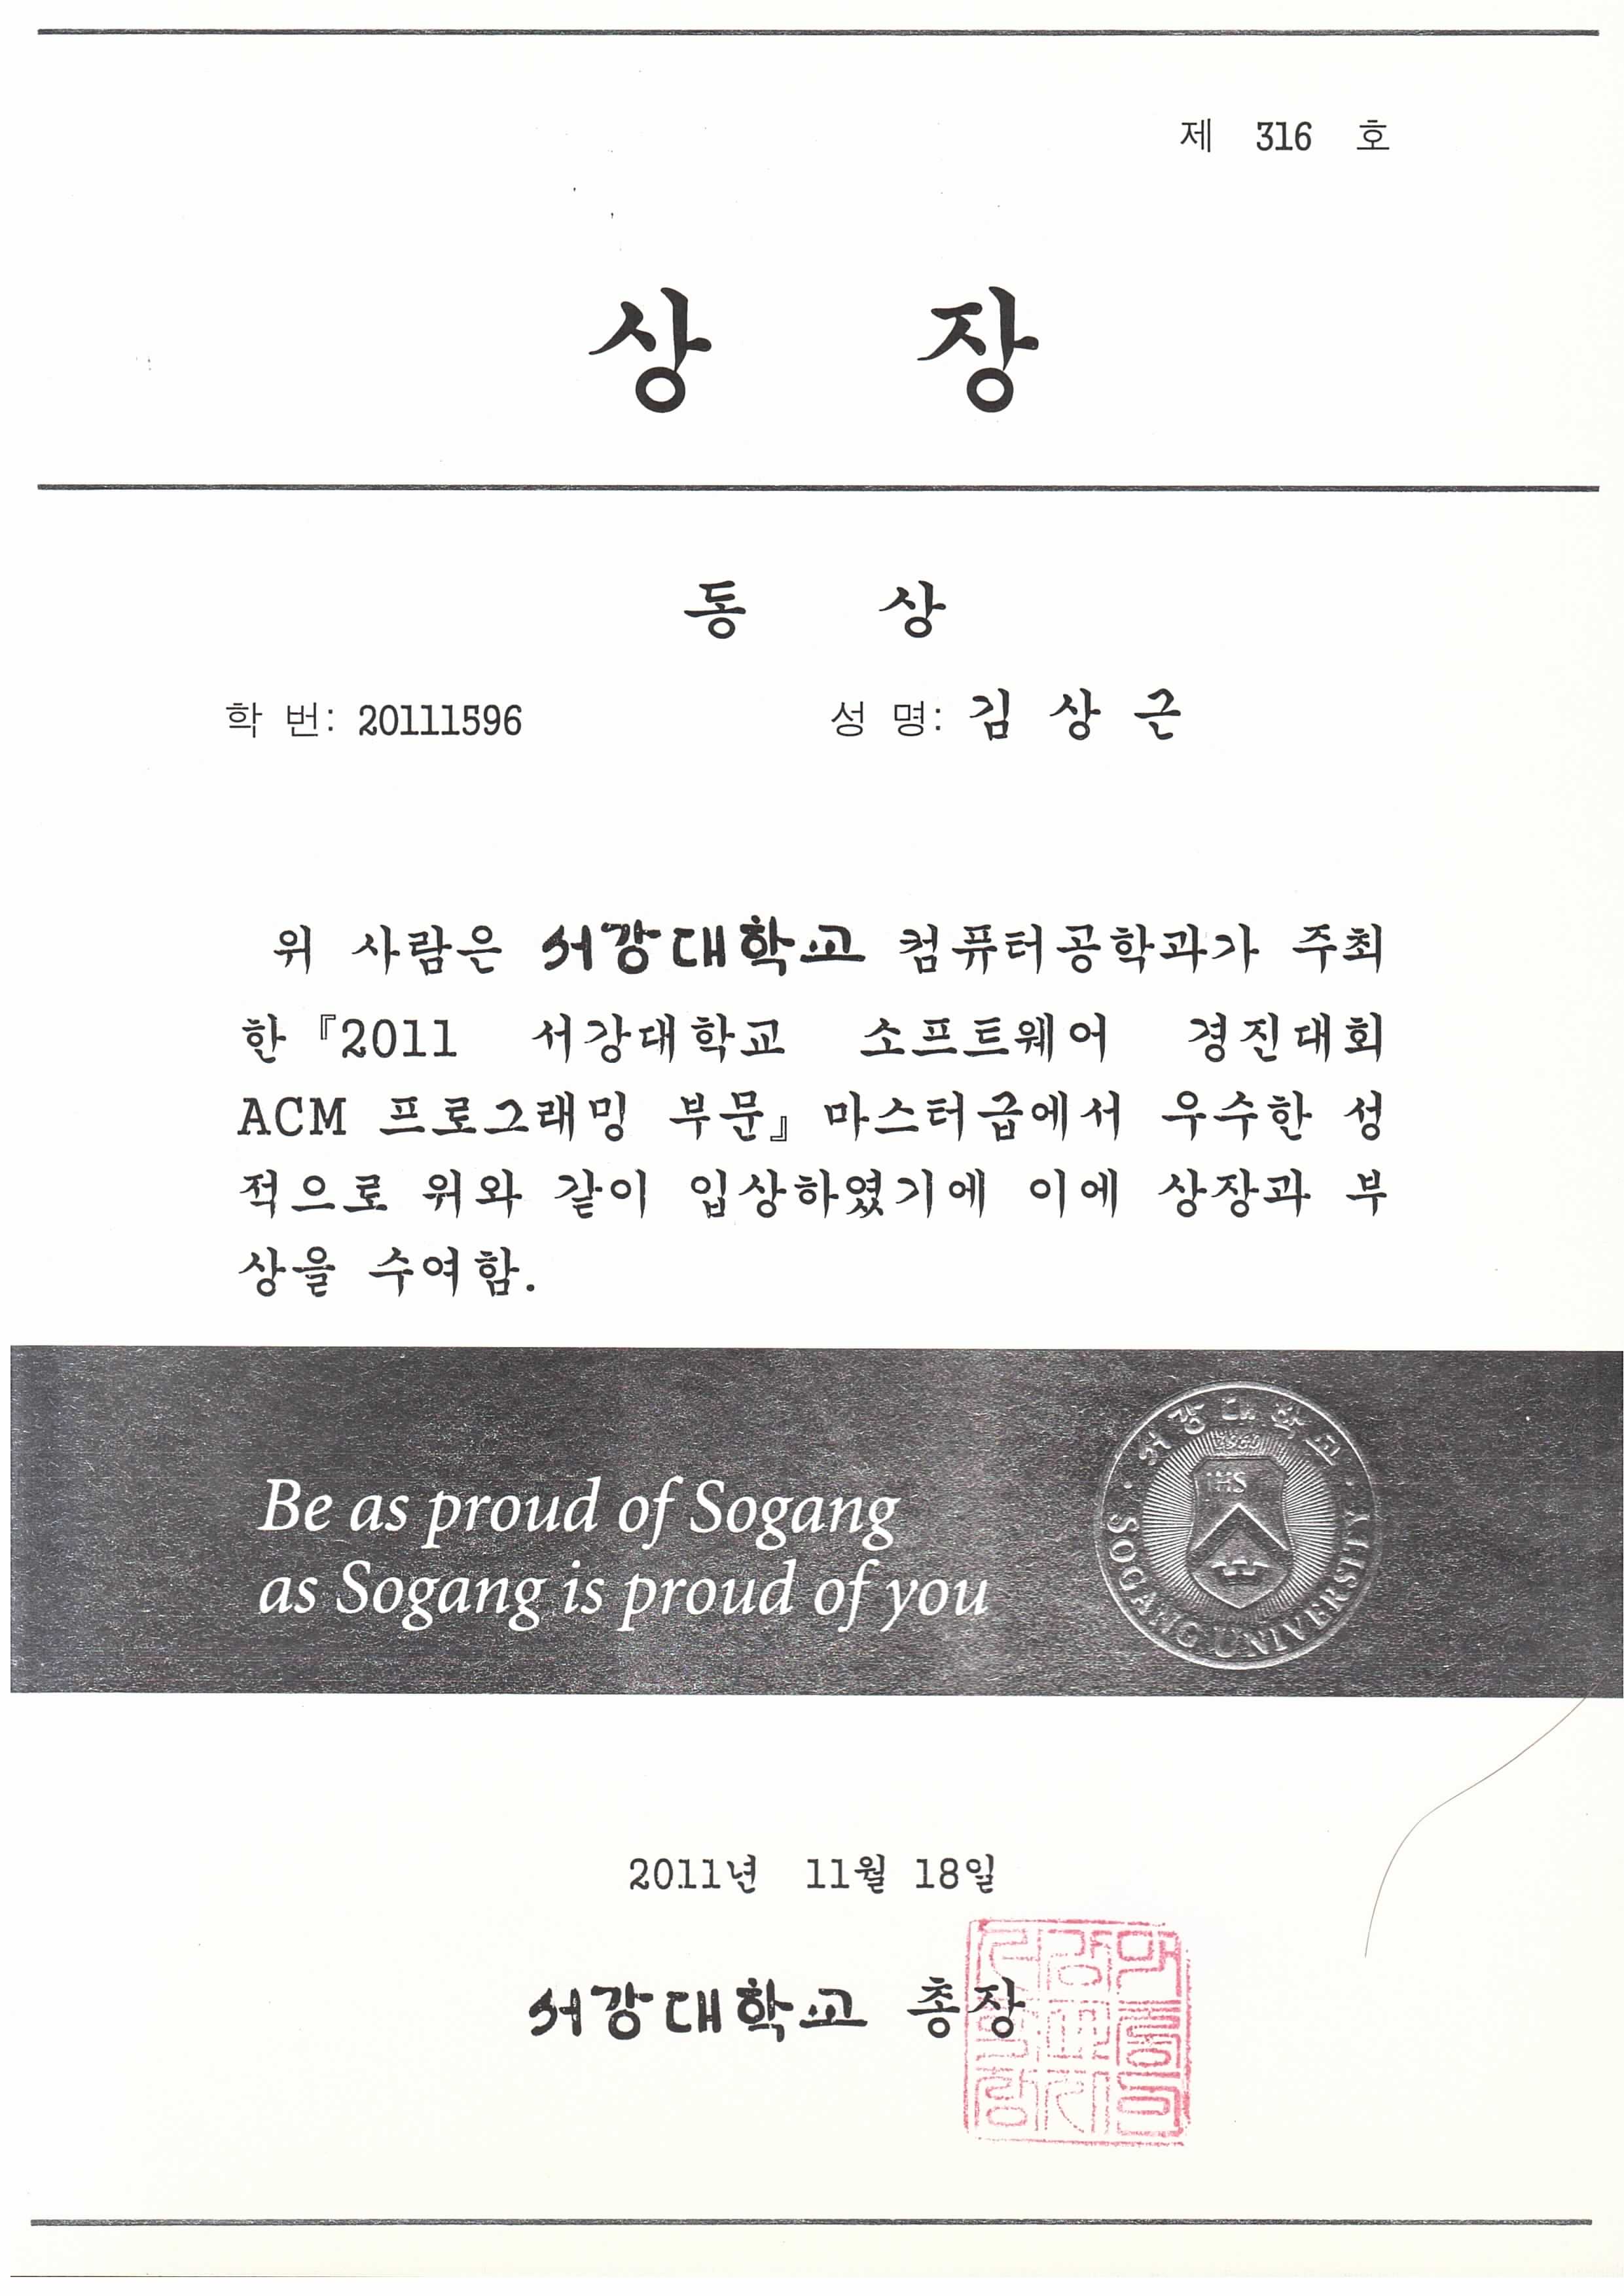 제 316 호
상 장
동 상
학 번: 20111596 성 명: 김 상 근
위 사람은 서강대학교 컴퓨터공학과가 주최
한『2011 서강대학교 소프트웨어 경진대회
ACM 프로그래밍 부문』마스터급에서 우수한 성
적으로 위와 같이 입상하였기에 이에 상장과 부
상을 수여함.
Be as proud of Sogang
as Sogang is proud of you
서강대학교
1960
IHS
SOGANG UNIVERSITY
2011년 11월 18일
서강대학교 총장